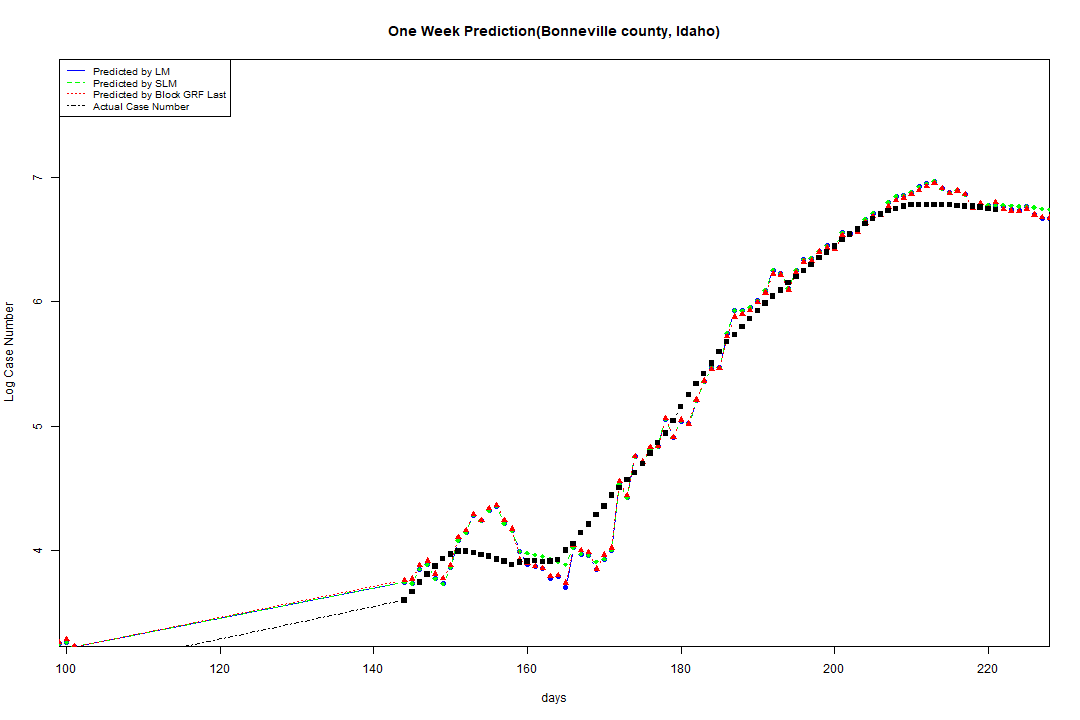 One Week Prediction(Bonneville county, Idaho)
Predicted by LM
Predicted by SLM
Predicted by Block GRF Last
Actual Case Number
7
6
5
4
Log Case Number
100 120 140 160 180 200 220
days